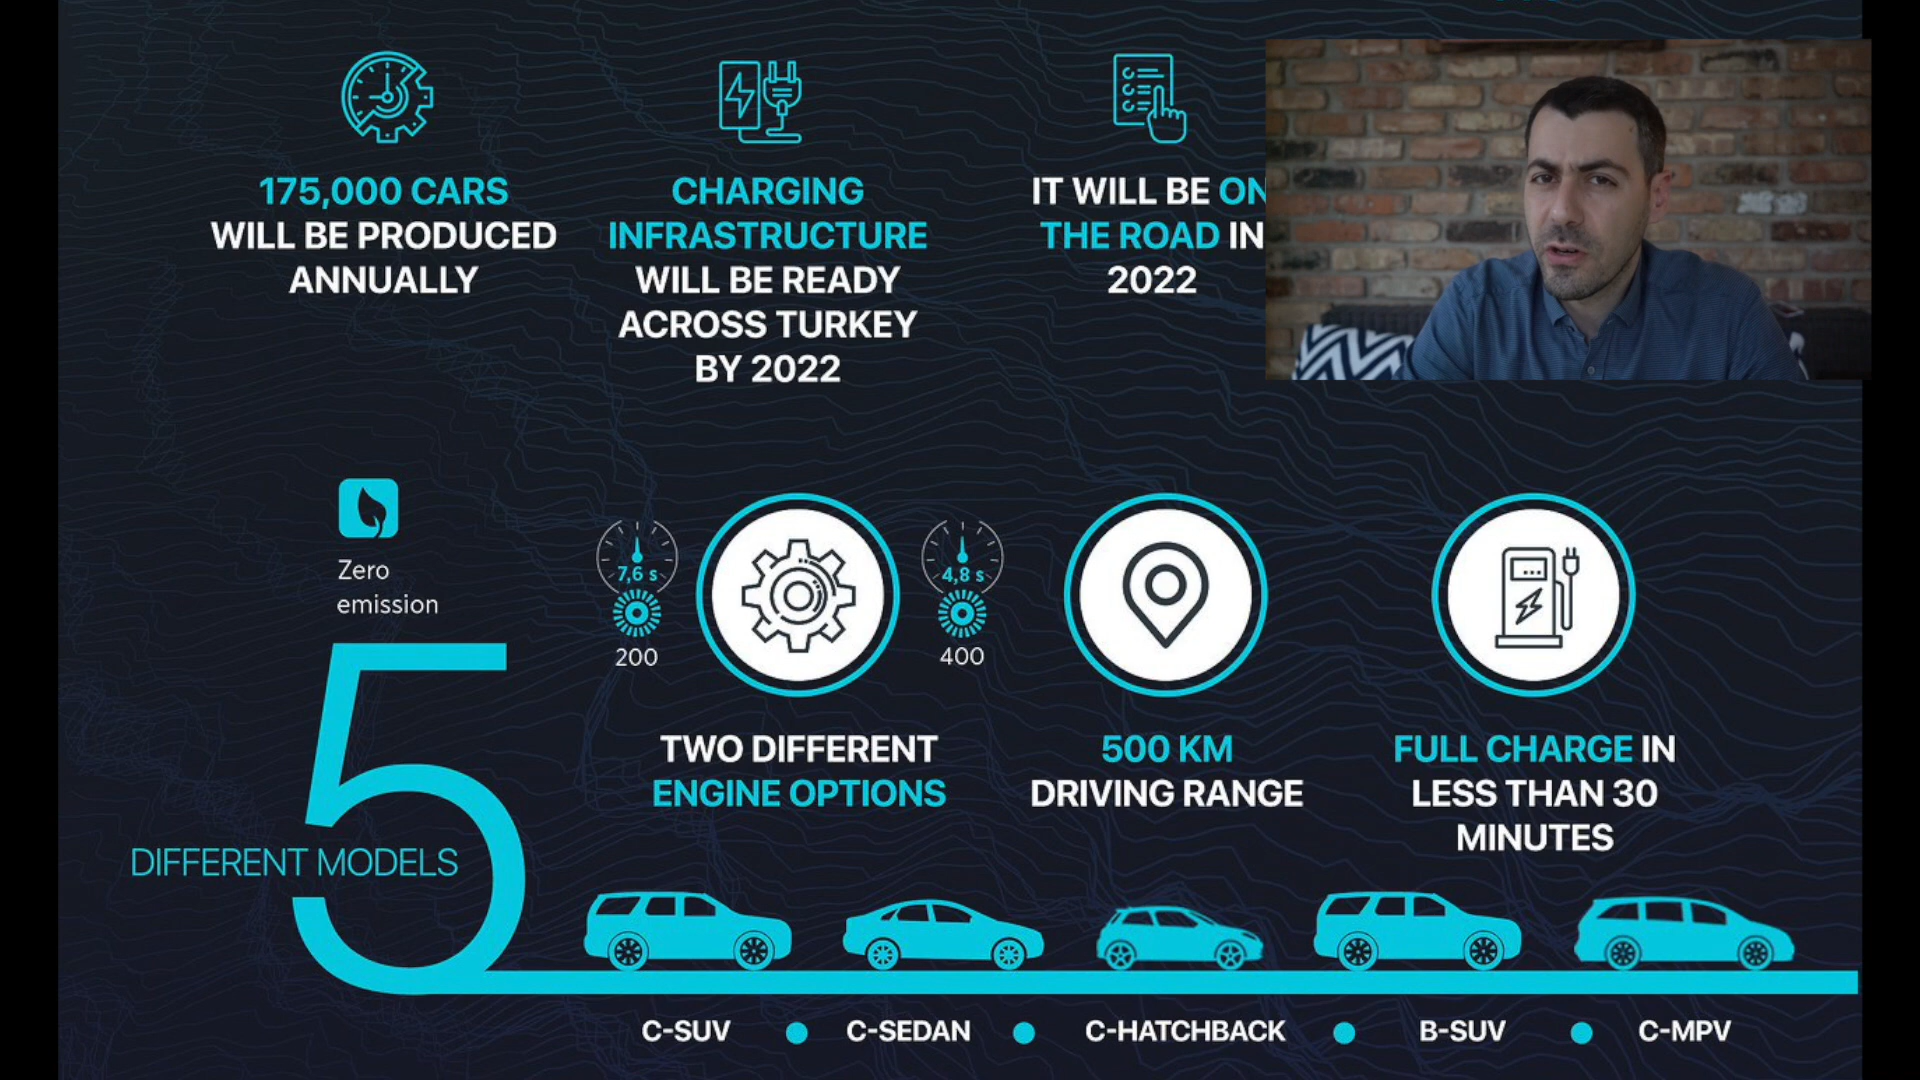 175,000 CARS
WILL BE PRODUCED
ANNUALLY
CHARGING
INFRASTRUCTURE
WILL BE READY
ACROSS TURKEY
BY 2022
IT WILL BE ON
THE ROAD IN
2022
Zero
emission
7,6 s
200
4,8 s
400
TWO DIFFERENT
ENGINE OPTIONS
500 KM
DRIVING RANGE
FULL CHARGE IN
LESS THAN 30
MINUTES
5
DIFFERENT MODELS
C-SUV
C-SEDAN
C-HATCHBACK
B-SUV
C-MPV